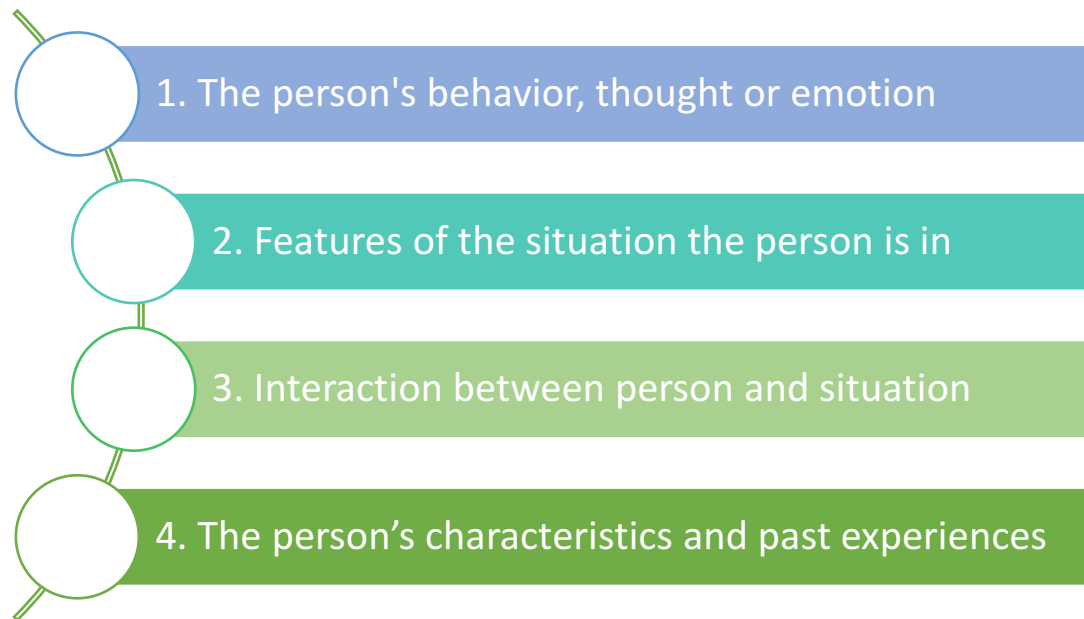 1. The person's behavior, thought or emotion
2. Features of the situation the person is in
3. Interaction between person and situation
4. The person’s characteristics and past experiences